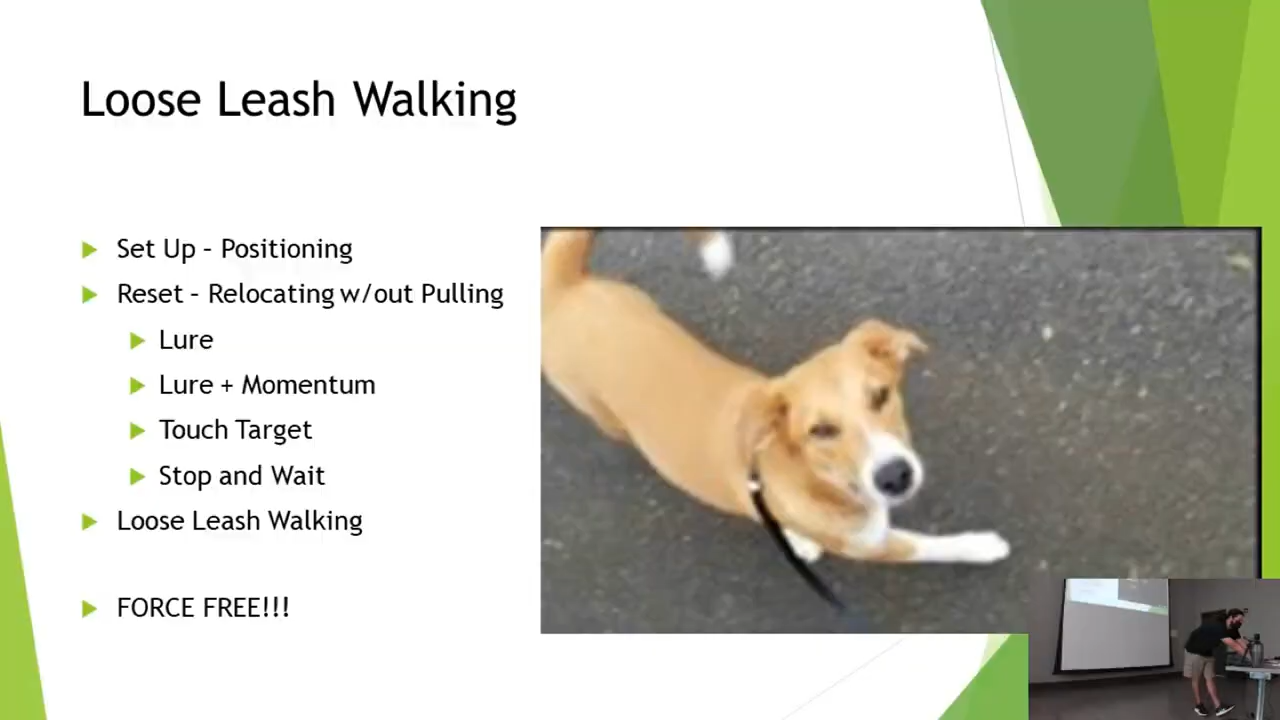 Loose Leash Walking
Set Up – Positioning
Reset – Relocating w/out Pulling
Lure
Lure + Momentum
Touch Target
Stop and Wait
Loose Leash Walking
FORCE FREE!!!